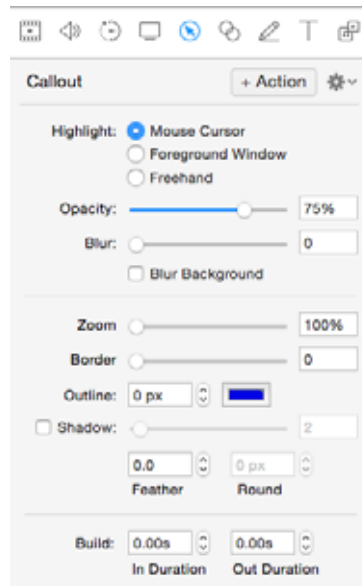 T
Callout + Action
Highlight: Mouse Cursor
Foreground Window
Freehand
Opacity: 75%
Blur: 0
Blur Background
Zoom 100%
Border 0
Outline: 0 px
Shadow: 2
0.0 0 px
Feather Round
Build: 0.00s 0.00s
In Duration Out Duration